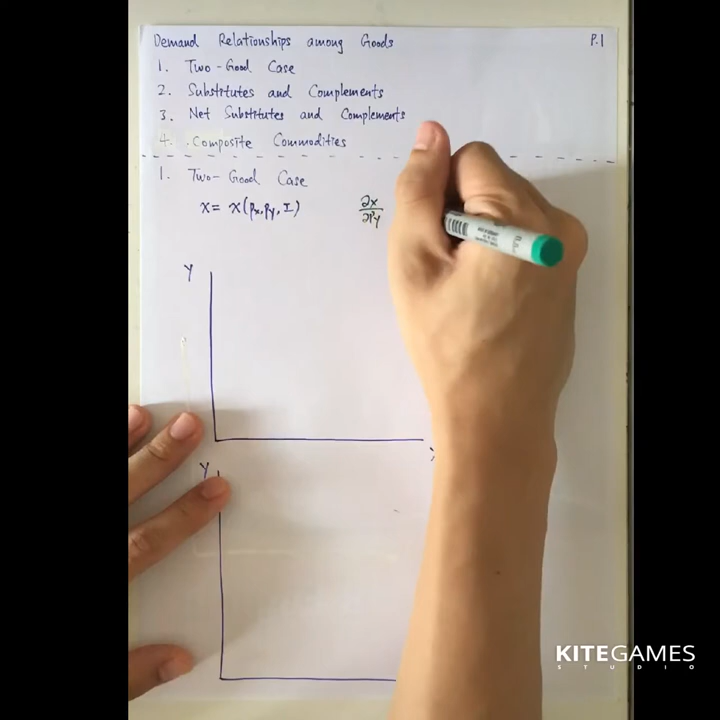 Demand Relationships among Goods P.1
1. Two-Good Case
2. Substitutes and Complements
3. Net Substitutes and Complements
4. Composite Commodities
1. Two-Good Case
x = x(Px, Py, I) ∂x/∂Py
Y
Y
KITEGAMES
STUDIO